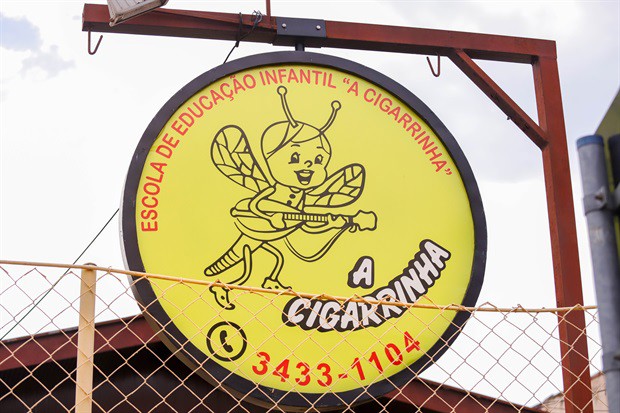 ESCOLA DE EDUCAÇÃO INFANTIL "A CIGARRINHA"
A
CIGARRINHA
3433-1104